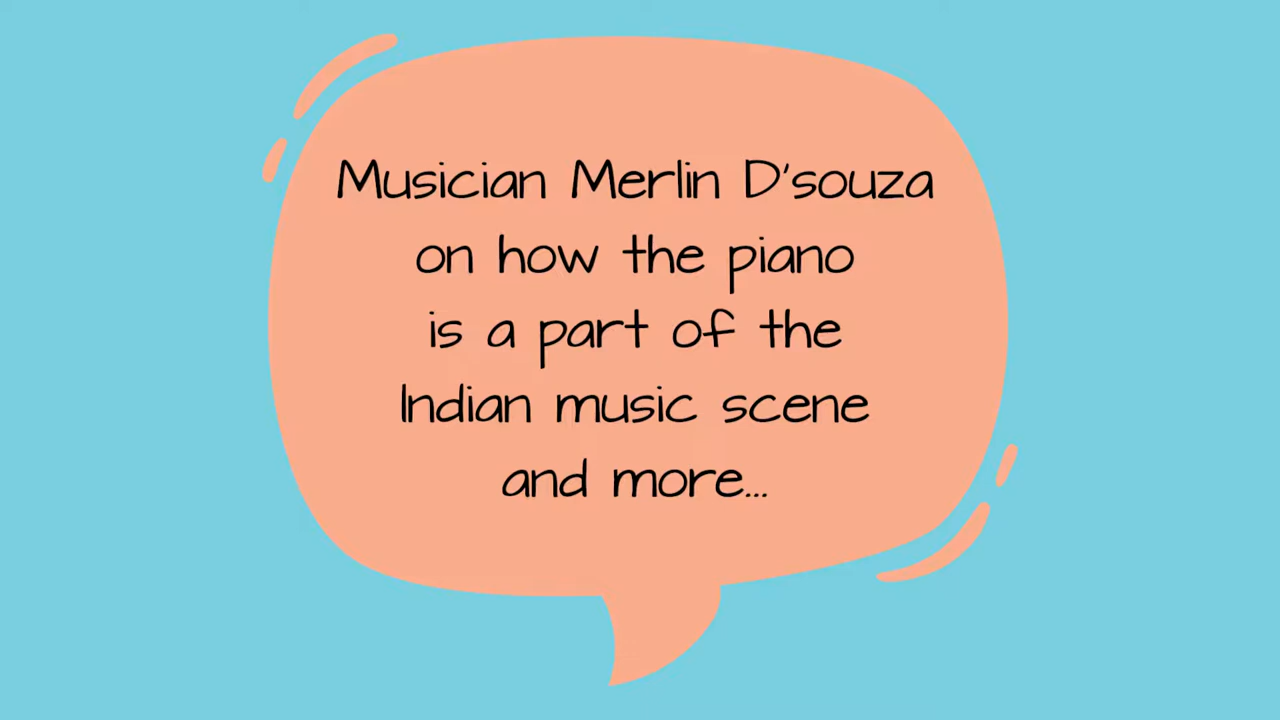 Musician Merlin D'souza
on how the piano
is a part of the
Indian music scene
and more...